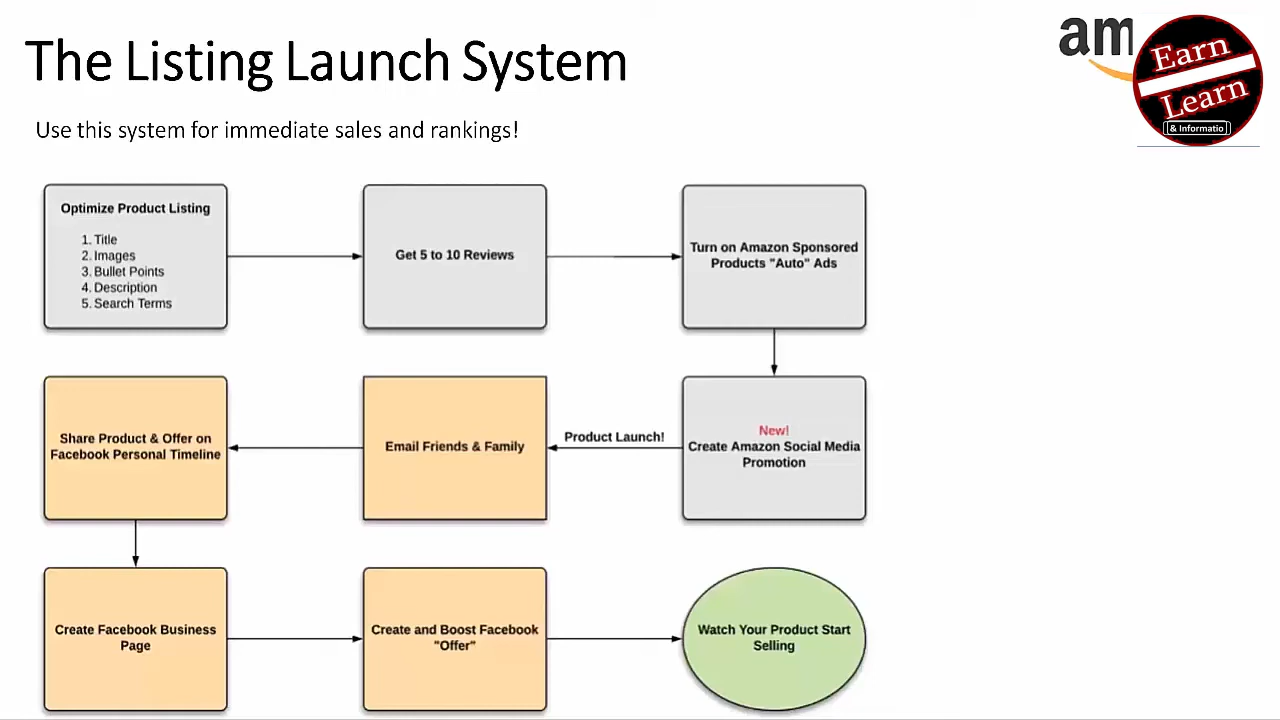 The Listing Launch System
am
Earn
Learn
& Informatio
Use this system for immediate sales and rankings!
Optimize Product Listing
1. Title
2. Images
3. Bullet Points
4. Description
5. Search Terms
Get 5 to 10 Reviews
Turn on Amazon Sponsored
Products "Auto" Ads
New!
Create Amazon Social Media
Promotion
Product Launch!
Email Friends & Family
Share Product & Offer on
Facebook Personal Timeline
Create Facebook Business
Page
Create and Boost Facebook
"Offer"
Watch Your Product Start
Selling